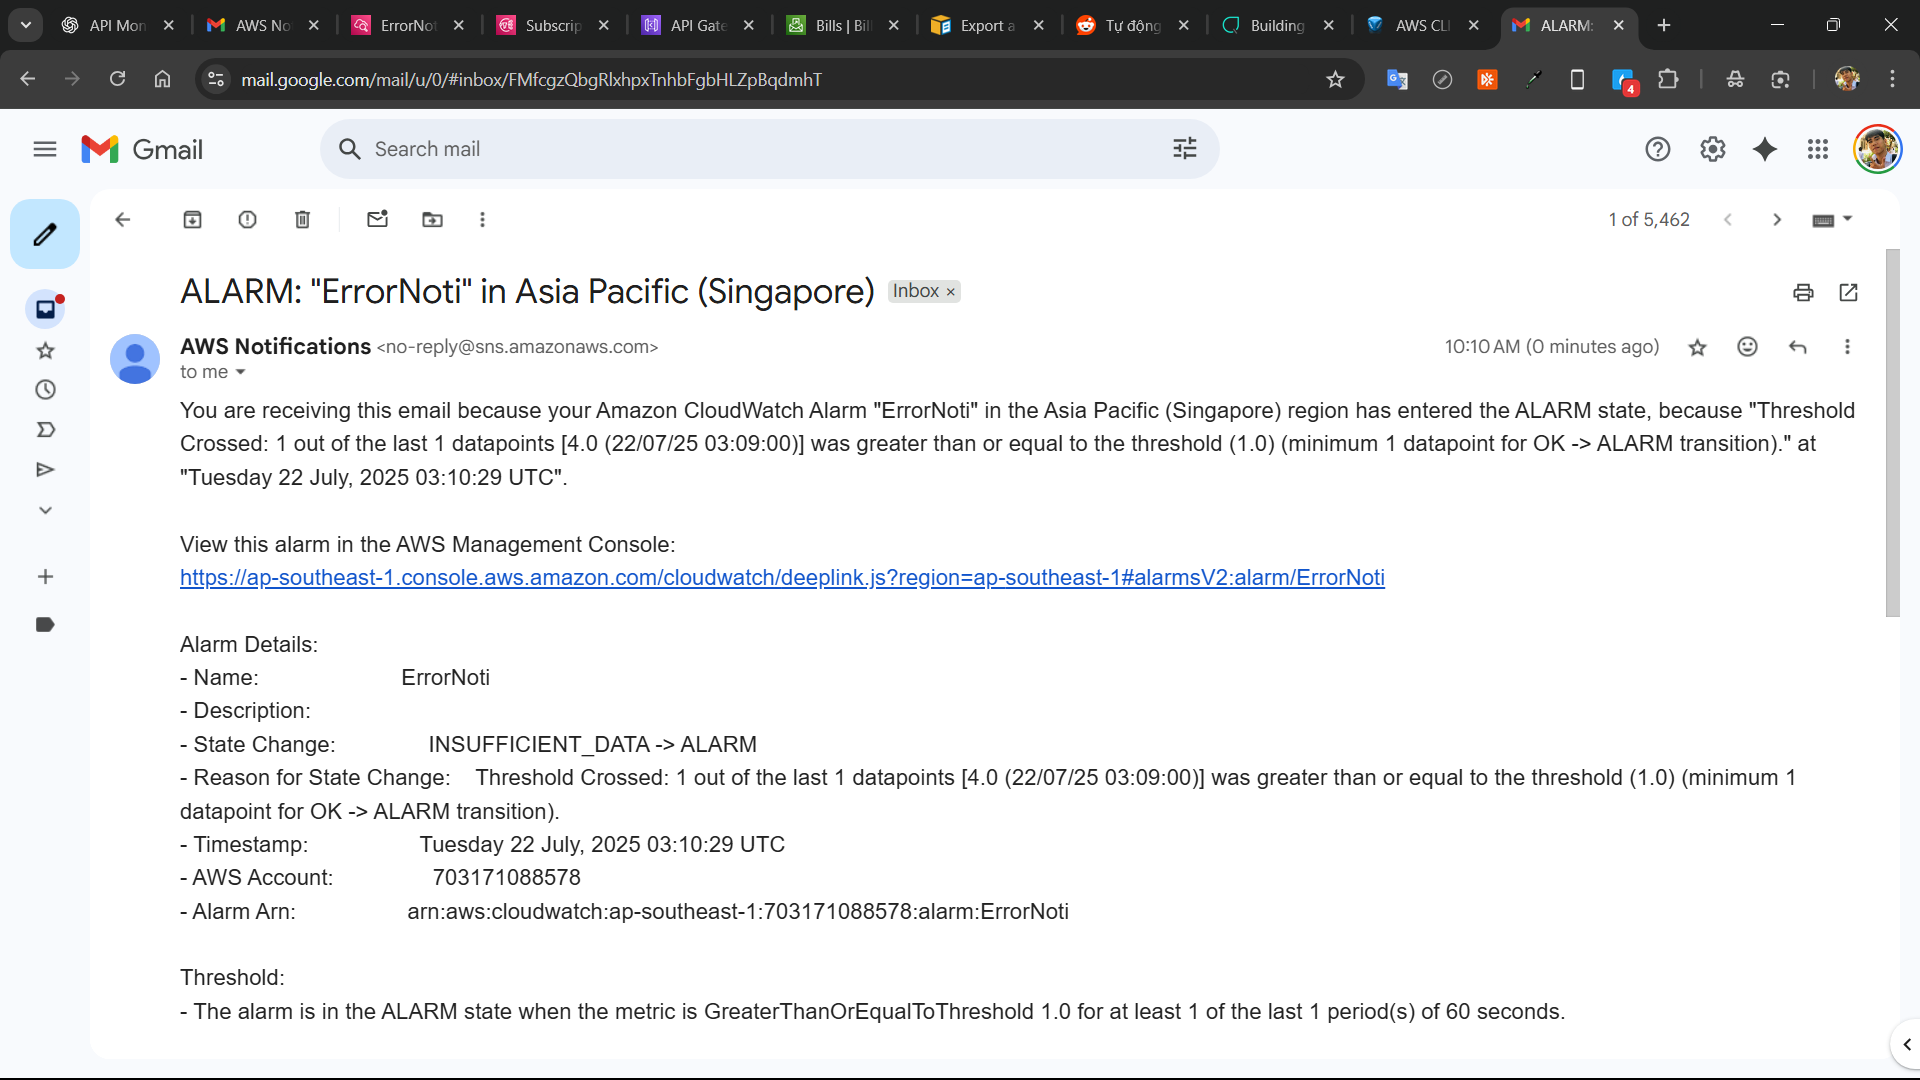 API Mon
AWS No
ErrorNot
Subscrip
API Gate
Bills | Bil
Export a
Tự động
Building
AWS CLI
ALARM:
mail.google.com/mail/u/0/#inbox/FMfcgzQbgRlxhpxTnhbFgbHLZpBqdmhT
4
Gmail
Search mail
1 of 5,462
ALARM: "ErrorNoti" in Asia Pacific (Singapore)
Inbox ×
AWS Notifications <no-reply@sns.amazonaws.com>
10:10 AM (0 minutes ago)
to me
You are receiving this email because your Amazon CloudWatch Alarm "ErrorNoti" in the Asia Pacific (Singapore) region has entered the ALARM state, because "Threshold
Crossed: 1 out of the last 1 datapoints [4.0 (22/07/25 03:09:00)] was greater than or equal to the threshold (1.0) (minimum 1 datapoint for OK -> ALARM transition)." at
"Tuesday 22 July, 2025 03:10:29 UTC".
View this alarm in the AWS Management Console:
https://ap-southeast-1.console.aws.amazon.com/cloudwatch/deeplink.js?region=ap-southeast-1#alarmsV2:alarm/ErrorNoti
Alarm Details:
- Name: ErrorNoti
- Description:
- State Change: INSUFFICIENT_DATA -> ALARM
- Reason for State Change: Threshold Crossed: 1 out of the last 1 datapoints [4.0 (22/07/25 03:09:00)] was greater than or equal to the threshold (1.0) (minimum 1
datapoint for OK -> ALARM transition).
- Timestamp: Tuesday 22 July, 2025 03:10:29 UTC
- AWS Account: 703171088578
- Alarm Arn: arn:aws:cloudwatch:ap-southeast-1:703171088578:alarm:ErrorNoti
Threshold:
- The alarm is in the ALARM state when the metric is GreaterThanOrEqualToThreshold 1.0 for at least 1 of the last 1 period(s) of 60 seconds.